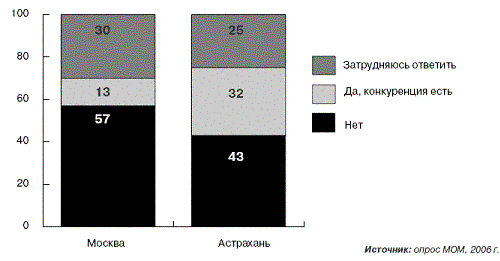 100
80
60
40
20
0
30
13
57
25
32
43
Москва
Астрахань
Затрудняюсь ответить
Да, конкуренция есть
Нет
Источник: опрос МОМ, 2006 г.